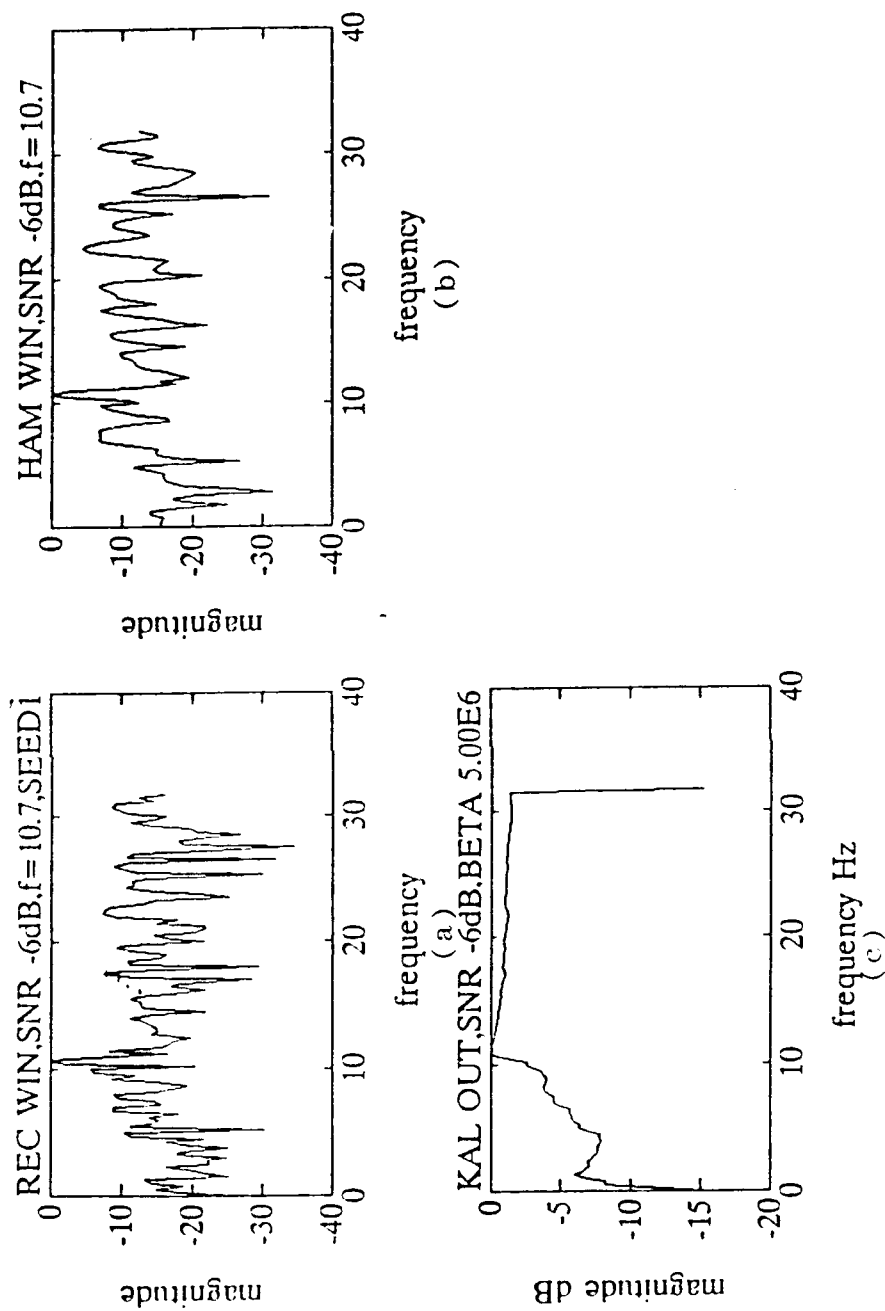 REC WIN,SNR -6dB,f=10.7,SEED1
0
-10
-20
-30
-40
magnitude
0 10 20 30 40
frequency
(a)
HAM WIN,SNR -6dB,f=10.7
0
-10
-20
-30
-40
magnitude
0 10 20 30 40
frequency
(b)
KAL OUT,SNR -6dB,BETA 5.00E6
0
-5
-10
-15
-20
magnitude dB
0 10 20 30 40
frequency Hz
(c)